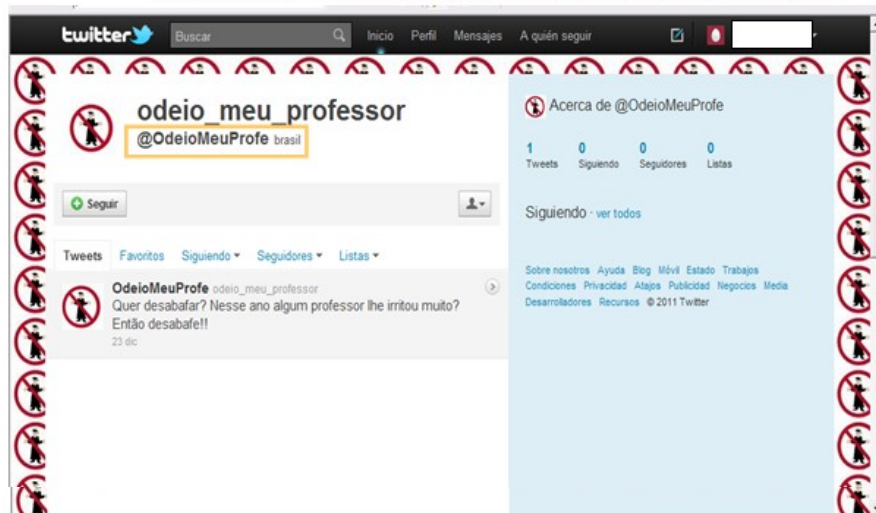 twitter
Buscar
Inicio Perfil Mensajes A quién seguir
odeio_meu_professor
@OdeioMeuProfe brasil
Seguir
Tweets Favoritos Siguiendo Seguidores Listas
OdeioMeuProfe odeio_meu_professor
Quer desabafar? Nesse ano algum professor lhe irritou muito?
Então desabafe!!
23 dic
Acerca de @OdeioMeuProfe
1 0 0 0
Tweets Siguiendo Seguidores Listas
Siguiendo · ver todos
Sobre nosotros Ayuda Blog Móvil Estado Trabajos
Condiciones Privacidad Atajos Publicidad Negocios Media
Desarrolladores Recursos © 2011 Twitter